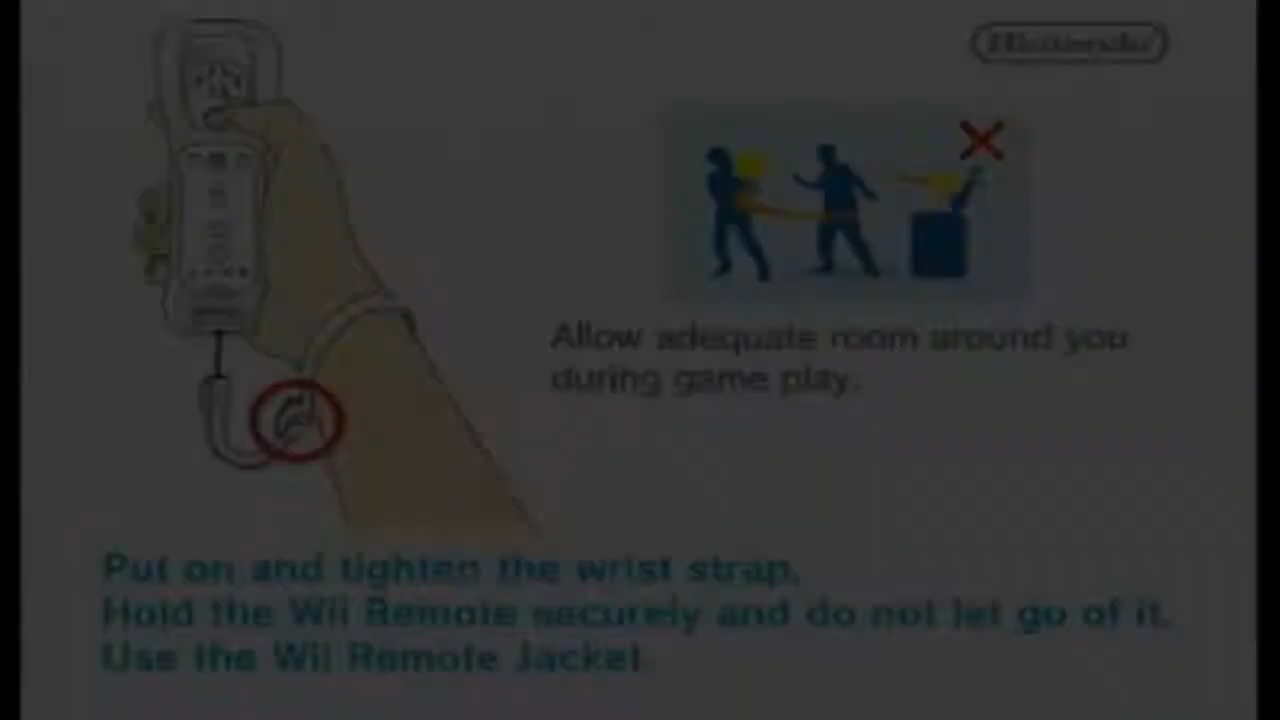 Nintendo
Allow adequate room around you
during game play.
Put on and tighten the wrist strap.
Hold the Wii Remote securely and do not let go of it.
Use the Wii Remote Jacket.